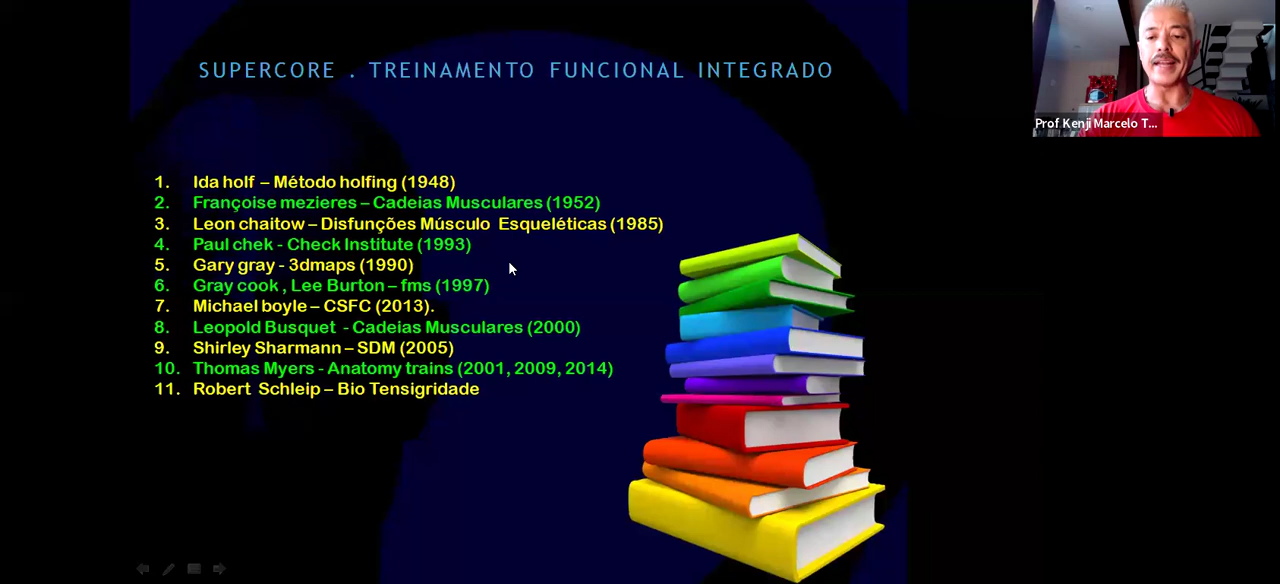 SUPERCORE . TREINAMENTO FUNCIONAL INTEGRADO
Prof Kenji Marcelo T...
1. Ida holf – Método holfing (1948)
2. Françoise mezieres – Cadeias Musculares (1952)
3. Leon chaitow – Disfunções Músculo Esqueléticas (1985)
4. Paul chek - Check Institute (1993)
5. Gary gray - 3dmaps (1990)
6. Gray cook , Lee Burton – fms (1997)
7. Michael boyle – CSFC (2013).
8. Leopold Busquet - Cadeias Musculares (2000)
9. Shirley Sharmann – SDM (2005)
10. Thomas Myers - Anatomy trains (2001, 2009, 2014)
11. Robert Schleip – Bio Tensigridade